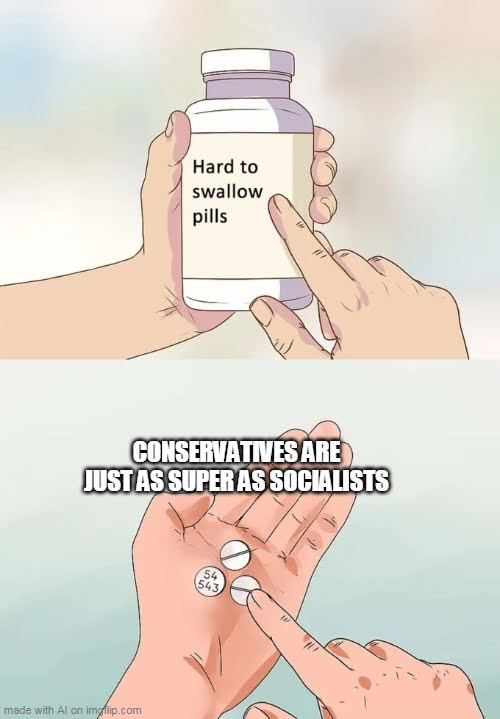 Hard to
swallow
pills
CONSERVATIVES ARE
JUST AS SUPER AS SOCIALISTS
54
543
made with AI on imgflip.com